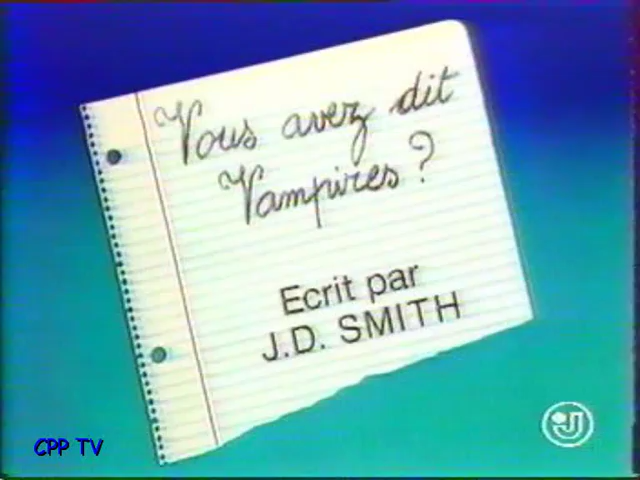 Vous avez dit
Vampires ?
Ecrit par
J.D. SMITH
CPP TV
J